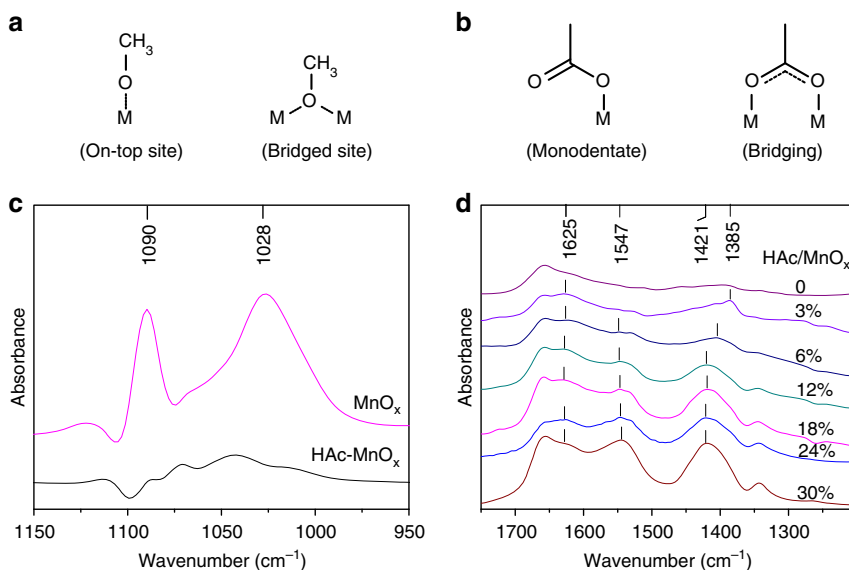 a
CH3
O
M
(On-top site)
CH3
O
M M
(Bridged site)
b
O O
M
(Monodentate)
O O
M M
(Bridging)
c
1090
1028
Absorbance
MnOx
HAc-MnOx
1150 1100 1050 1000 950
Wavenumber (cm−1)
d
1625
1547
1421
1385
HAc/MnOx
0
3%
6%
12%
18%
24%
30%
Absorbance
1700 1600 1500 1400 1300
Wavenumber (cm−1)